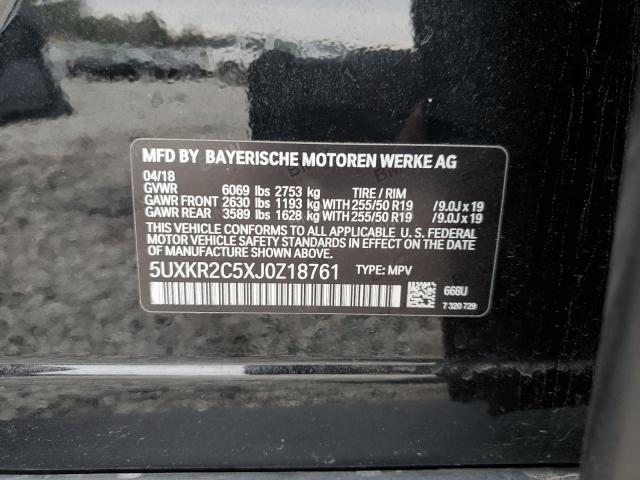 MFD BY BAYERISCHE MOTOREN WERKE AG
04/18
GVWR 6069 lbs 2753 kg TIRE / RIM
GAWR FRONT 2630 lbs 1193 kg WITH 255/50 R19 /9.0J x 19
GAWR REAR 3589 lbs 1628 kg WITH 255/50 R19 /9.0J x 19
THIS VEHICLE CONFORMS TO ALL APPLICABLE U. S. FEDERAL
MOTOR VEHICLE SAFETY STANDARDS IN EFFECT ON THE DATE
OF MANUFACTURE SHOWN ABOVE.
5UXKR2C5XJ0Z18761 TYPE: MPV
668U
7 320 729